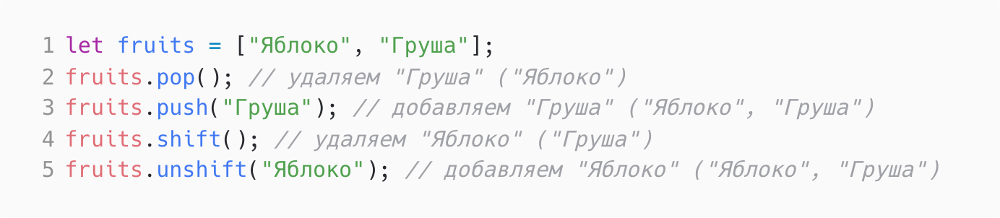 1 let fruits = ["Яблоко", "Груша"];
2 fruits.pop(); // удаляем "Груша" ("Яблоко")
3 fruits.push("Груша"); // добавляем "Груша" ("Яблоко", "Груша")
4 fruits.shift(); // удаляем "Яблоко" ("Груша")
5 fruits.unshift("Яблоко"); // добавляем "Яблоко" ("Яблоко", "Груша")